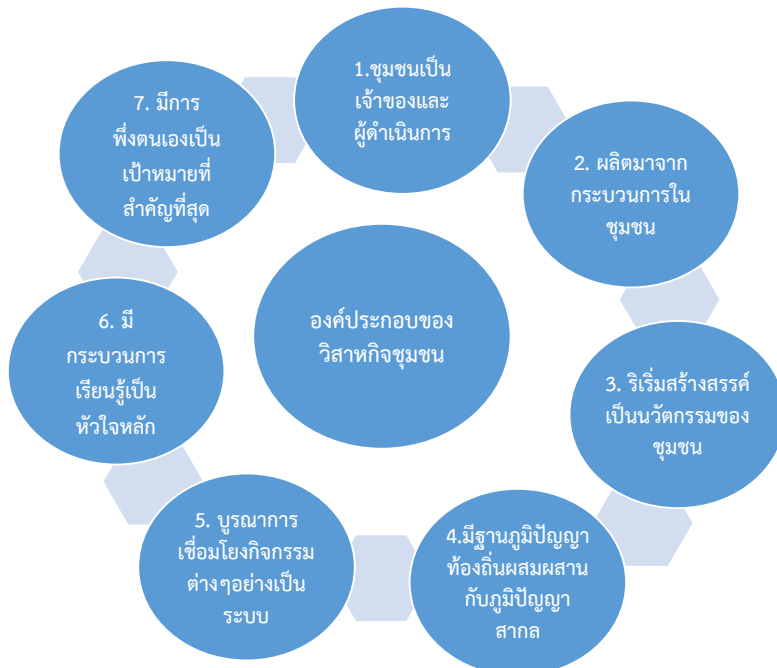 1.ชุมชนเป็น
เจ้าของและ
ผู้ดำเนินการ
2. ผลิตมาจาก
กระบวนการใน
ชุมชน
3. ริเริ่มสร้างสรรค์
เป็นนวัตกรรมของ
ชุมชน
4.มีฐานภูมิปัญญา
ท้องถิ่นผสมผสาน
กับภูมิปัญญา
สากล
5. บูรณาการ
เชื่อมโยงกิจกรรม
ต่างๆอย่างเป็น
ระบบ
6. มี
กระบวนการ
เรียนรู้เป็น
หัวใจหลัก
7. มีการ
พึ่งตนเองเป็น
เป้าหมายที่
สำคัญที่สุด
องค์ประกอบของ
วิสาหกิจชุมชน